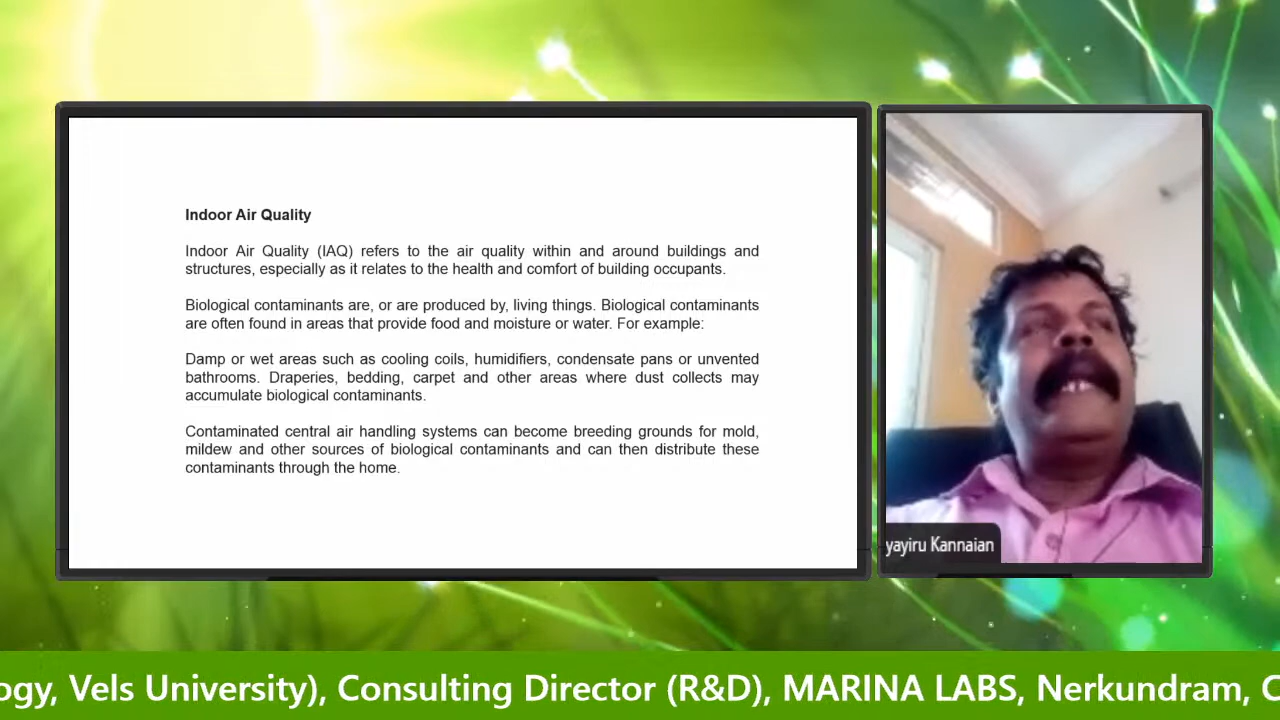 Indoor Air Quality
Indoor Air Quality (IAQ) refers to the air quality within and around buildings and
structures, especially as it relates to the health and comfort of building occupants.
Biological contaminants are, or are produced by, living things. Biological contaminants
are often found in areas that provide food and moisture or water. For example:
Damp or wet areas such as cooling coils, humidifiers, condensate pans or unvented
bathrooms. Draperies, bedding, carpet and other areas where dust collects may
accumulate biological contaminants.
Contaminated central air handling systems can become breeding grounds for mold,
mildew and other sources of biological contaminants and can then distribute these
contaminants through the home.
yayiru Kannaian
ogy, Vels University), Consulting Director (R&D), MARINA LABS, Nerkundram, C